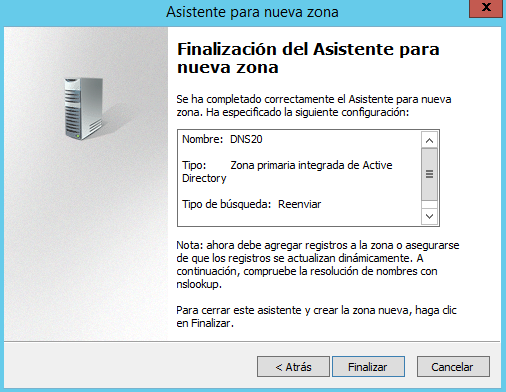 Asistente para nueva zona
x
Finalización del Asistente para
nueva zona
Se ha completado correctamente el Asistente para nueva
zona. Ha especificado la siguiente configuración:
Nombre: DNS20
Tipo: Zona primaria integrada de Active
Directory
Tipo de búsqueda: Reenviar
Nota: ahora debe agregar registros a la zona o asegurarse
de que los registros se actualizan dinámicamente. A
continuación, compruebe la resolución de nombres con
nslookup.
Para cerrar este asistente y crear la zona nueva, haga clic
en Finalizar.
< Atrás Finalizar Cancelar